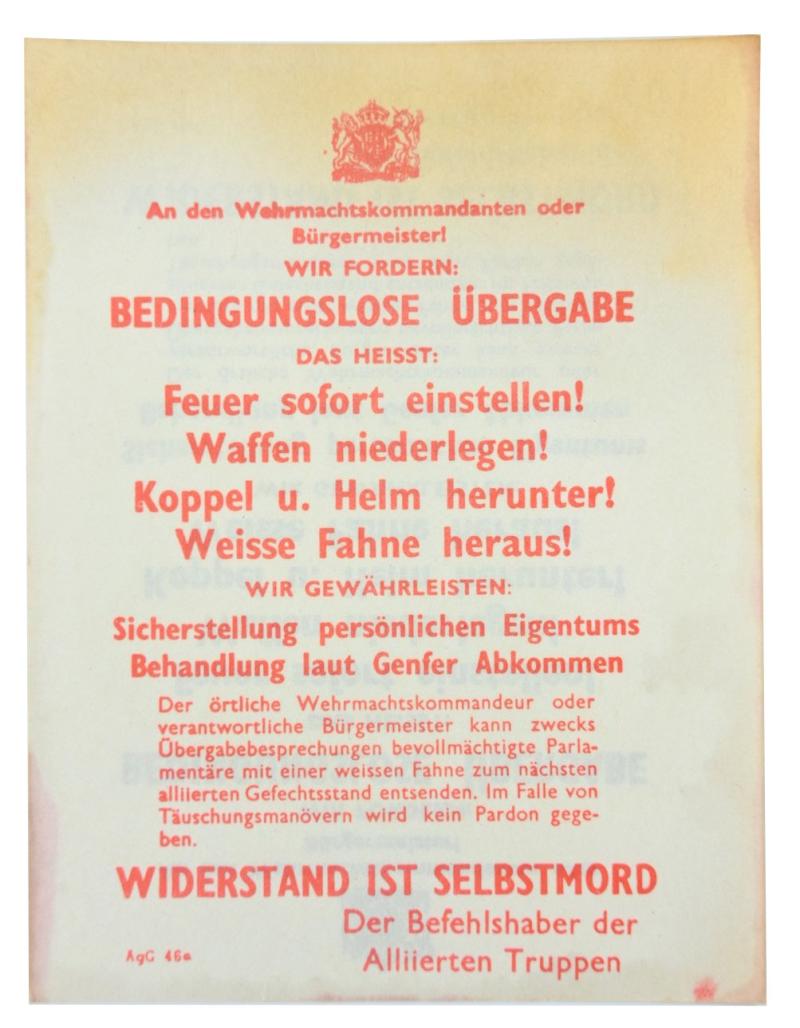 An den Wehrmachtskommandanten oder
Bürgermeister!
WIR FORDERN:
BEDINGUNGSLOSE ÜBERGABE
DAS HEISST:
Feuer sofort einstellen!
Waffen niederlegen!
Koppel u. Helm herunter!
Weisse Fahne heraus!
WIR GEWÄHRLEISTEN:
Sicherstellung persönlichen Eigentums
Behandlung laut Genfer Abkommen
Der örtliche Wehrmachtskommandeur oder
verantwortliche Bürgermeister kann zwecks
Übergabebesprechungen bevollmächtigte Parla-
mentäre mit einer weissen Fahne zum nächsten
alliierten Gefechtsstand entsenden. Im Falle von
Täuschungsmanövern wird kein Pardon gege-
ben.
WIDERSTAND IST SELBSTMORD
Der Befehlshaber der
Alliierten Truppen
AgG 46a